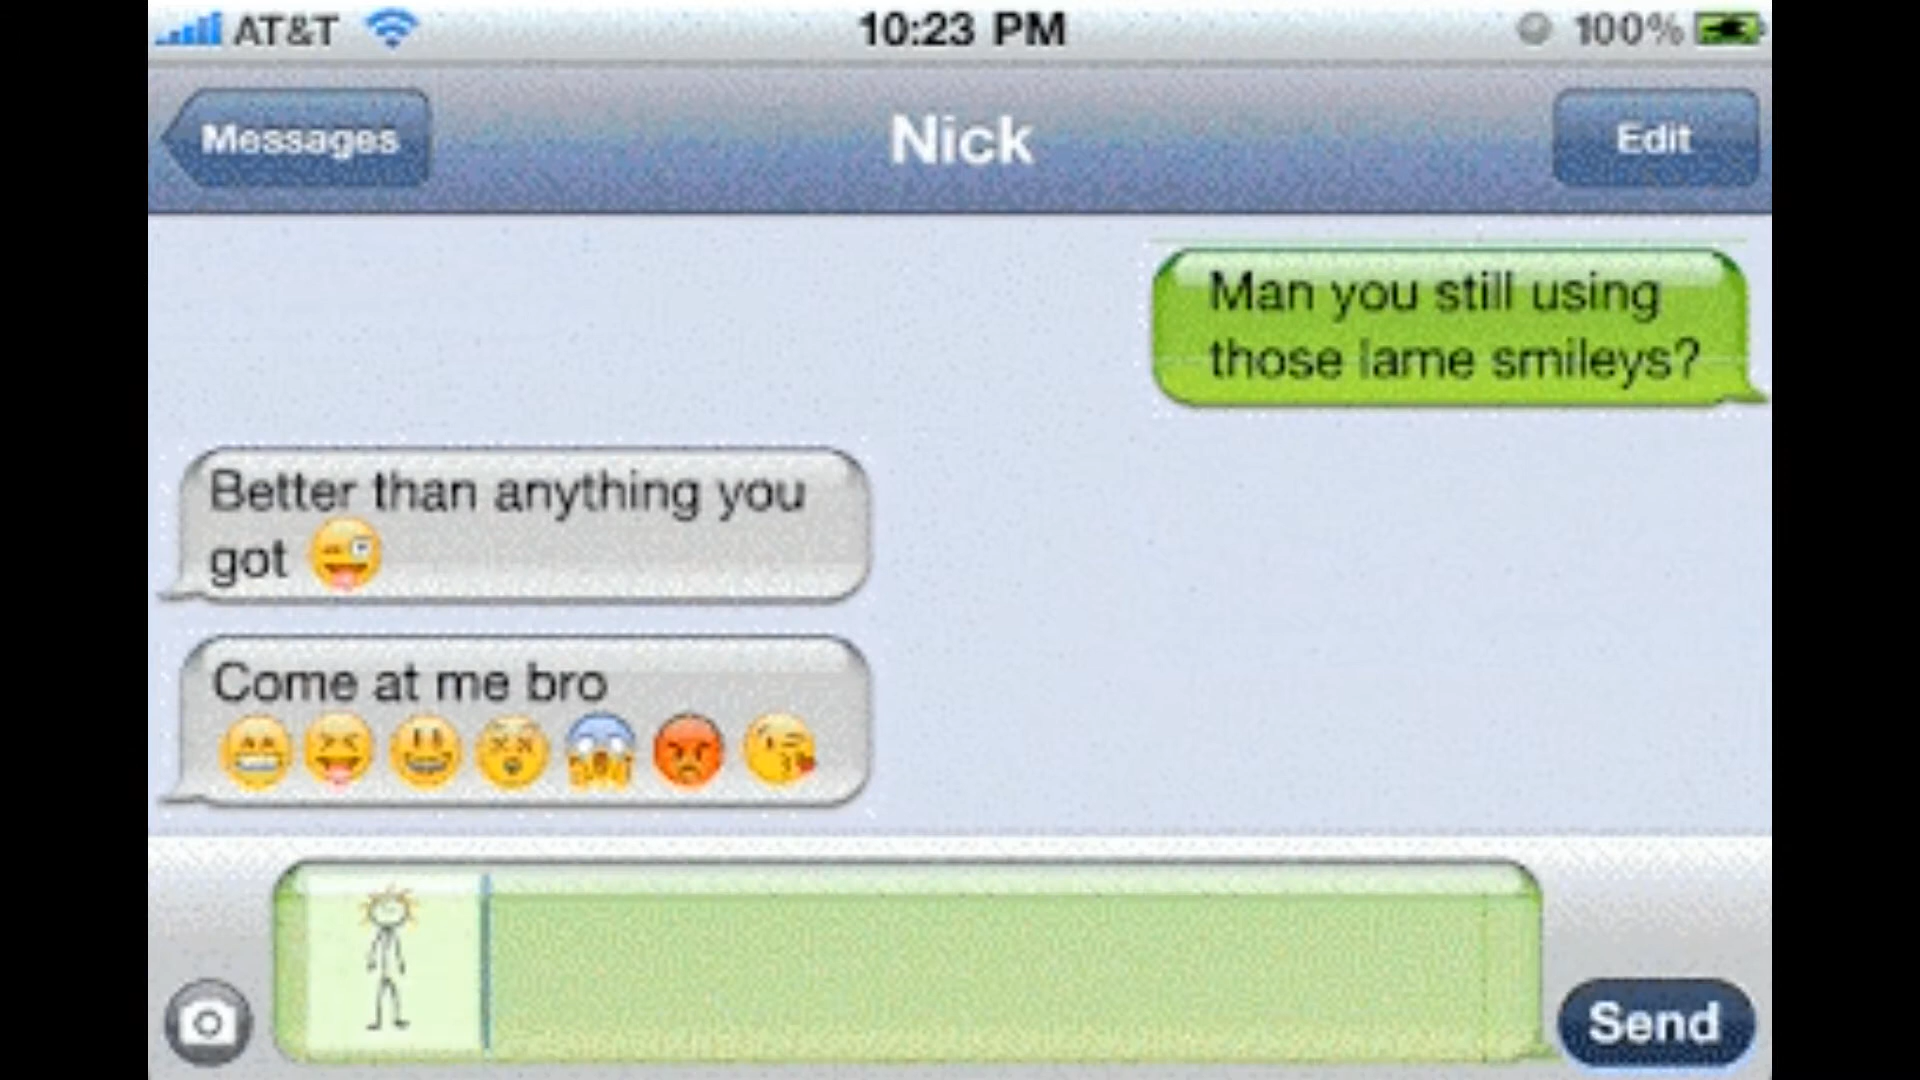 AT&T 10:23 PM 100%
Messages Nick Edit
Man you still using
those lame smileys?
Better than anything you
got 😜
Come at me bro
😁😝😃😲😱😡😘
Send